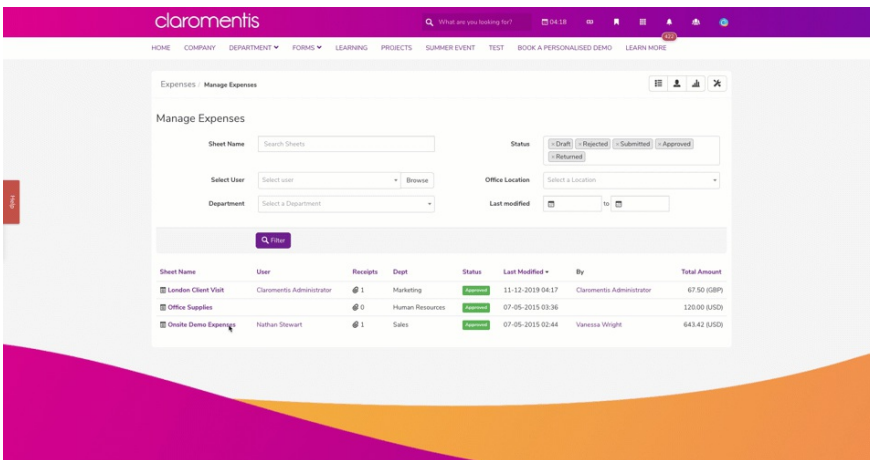 claromentis
What are you looking for?
04:18
HOME COMPANY DEPARTMENT FORMS LEARNING PROJECTS SUMMER EVENT TEST BOOK A PERSONALISED DEMO LEARN MORE
Expenses / Manage Expenses
Manage Expenses
Sheet Name Search Sheets Status × Draft × Rejected × Submitted × Approved
× Returned
Select User Select user Browse Office Location Select a Location
Department Select a Department Last modified to
Help
Filter
Sheet Name User Receipts Dept Status Last Modified By Total Amount
London Client Visit Claromentis Administrator 1 Marketing Approved 11-12-2019 04:17 Claromentis Administrator 67.50 (GBP)
Office Supplies 0 Human Resources Approved 07-05-2015 03:36 120.00 (USD)
Onsite Demo Expenses Nathan Stewart 1 Sales Approved 07-05-2015 02:44 Vanessa Wright 643.42 (USD)